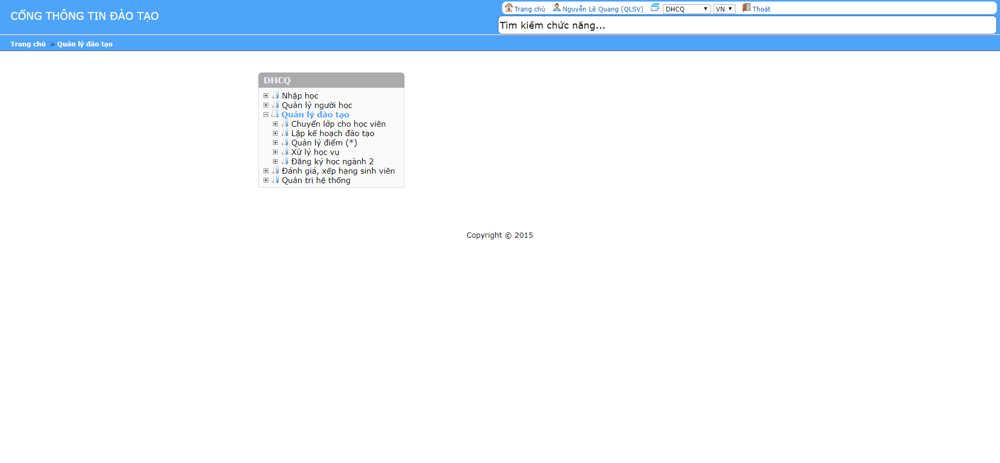 CỔNG THÔNG TIN ĐÀO TẠO
Trang chủ Nguyễn Lê Quang (QLSV) DHCQ VN Thoát
Tìm kiếm chức năng...
Trang chủ Quản lý đào tạo
DHCQ
Nhập học
Quản lý người học
Quản lý đào tạo
Chuyển lớp cho học viên
Lập kế hoạch đào tạo
Quản lý điểm (*)
Xử lý học vụ
Đăng ký học ngành 2
Đánh giá, xếp hạng sinh viên
Quản trị hệ thống
Copyright © 2015